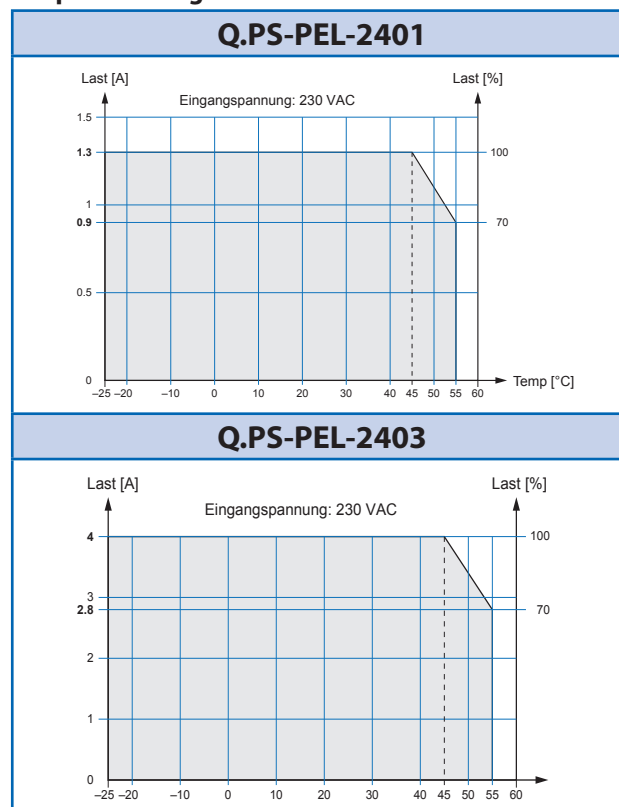 Q.PS-PEL-2401
Last [A]
Last [%]
Eingangspannung: 230 VAC
1.5
1.3
100
1
0.9
70
0.5
0
Temp [°C]
–25 –20 –10 0 10 20 30 40 45 50 55 60
Q.PS-PEL-2403
Last [A]
Last [%]
Eingangspannung: 230 VAC
4
100
3
2.8
70
2
1
0
–25 –20 –10 0 10 20 30 40 45 50 55 60